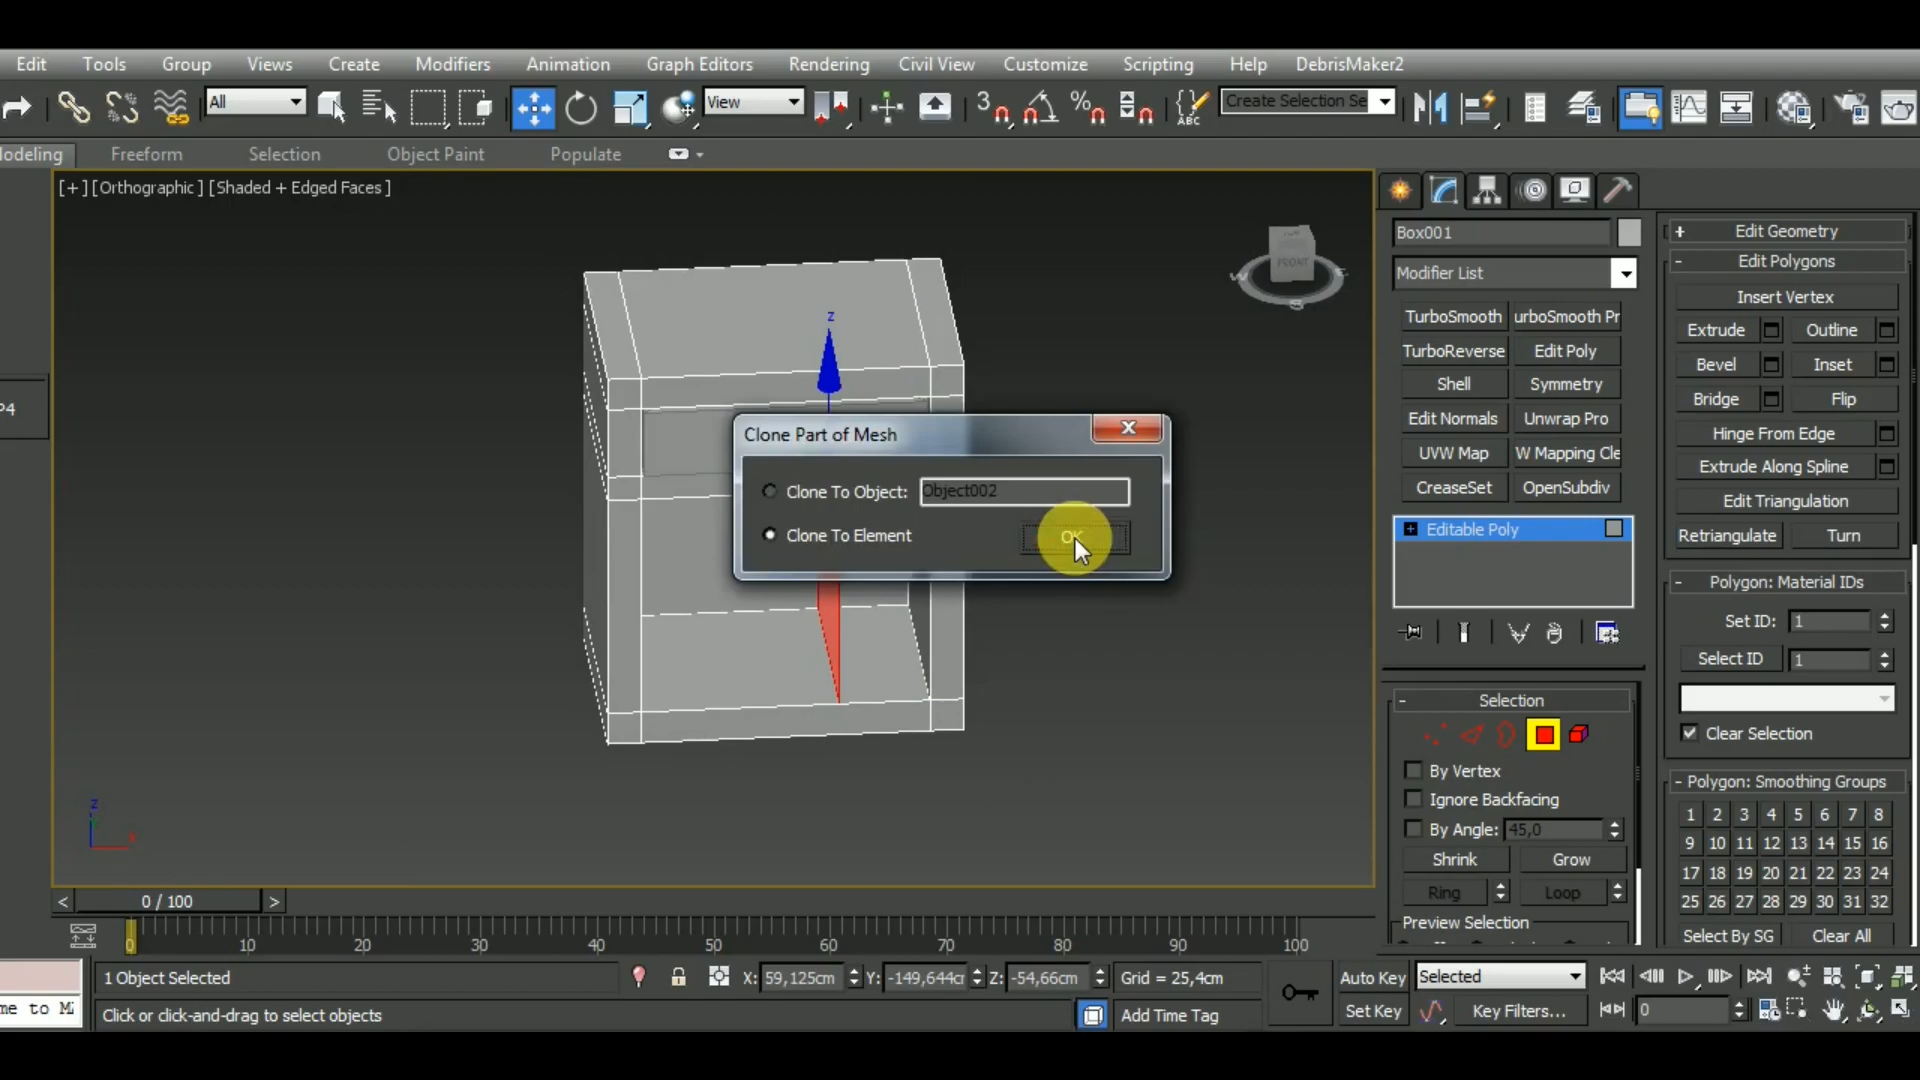 Edit Tools Group Views Create Modifiers Animation Graph Editors Rendering Civil View Customize Scripting Help DebrisMaker2
All View 3 % ABC Create Selection Se
lodeling Freeform Selection Object Paint Populate
[+] [Orthographic ] [Shaded + Edged Faces ]
FRONT
W
S
Box001
Modifier List
TurboSmooth urboSmooth Pr
TurboReverse Edit Poly
Shell Symmetry
Edit Normals Unwrap Pro
UVW Map W Mapping Cle
CreaseSet OpenSubdiv
Editable Poly
Selection
By Vertex
Ignore Backfacing
By Angle: 45,0
Shrink Grow
Ring Loop
Preview Selection
+ Edit Geometry
- Edit Polygons
Insert Vertex
Extrude Outline
Bevel Inset
Bridge Flip
Hinge From Edge
Extrude Along Spline
Edit Triangulation
Retriangulate Turn
- Polygon: Material IDs
Set ID: 1
Select ID 1
Clear Selection
- Polygon: Smoothing Groups
1 2 3 4 5 6 7 8
9 10 11 12 13 14 15 16
17 18 19 20 21 22 23 24
25 26 27 28 29 30 31 32
Select By SG Clear All
P4
z
Clone Part of Mesh
Clone To Object: Object002
Clone To Element OK
z
x
< 0 / 100 >
0 10 20 30 40 50 60 70 80 90 100
1 Object Selected X: 59,125cm Y: -149,644cr Z: -54,66cm Grid = 25,4cm Auto Key Selected
me to M Click or click-and-drag to select objects Add Time Tag Set Key Key Filters... 0